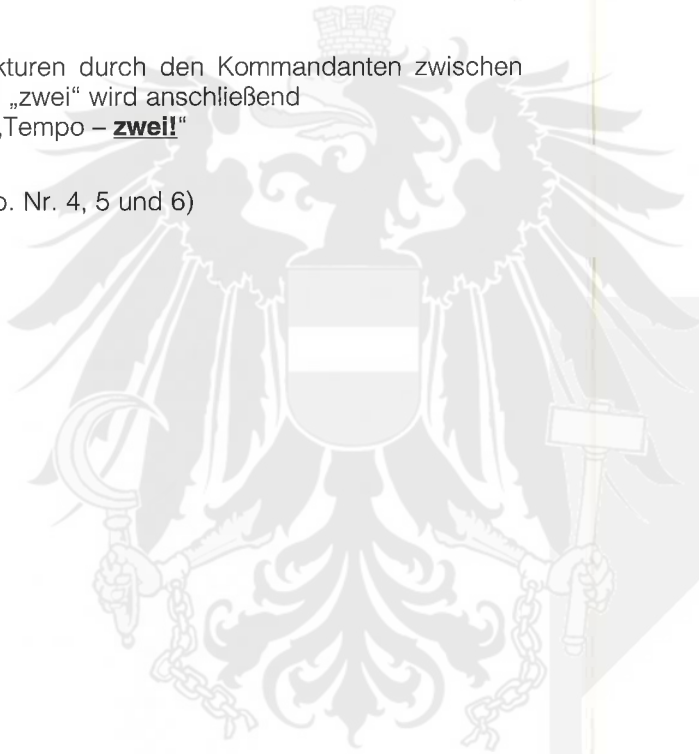 kturen durch den Kommandanten zwischen
„zwei“ wird anschließend
„Tempo – zwei!“
o. Nr. 4, 5 und 6)